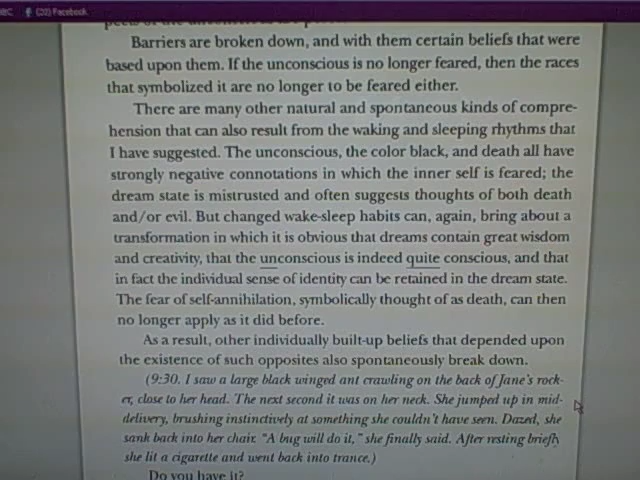 BC (32) Facebook
Barriers are broken down, and with them certain beliefs that were
based upon them. If the unconscious is no longer feared, then the races
that symbolized it are no longer to be feared either.
There are many other natural and spontaneous kinds of compre-
hension that can also result from the waking and sleeping rhythms that
I have suggested. The unconscious, the color black, and death all have
strongly negative connotations in which the inner self is feared; the
dream state is mistrusted and often suggests thoughts of both death
and/or evil. But changed wake-sleep habits can, again, bring about a
transformation in which it is obvious that dreams contain great wisdom
and creativity, that the unconscious is indeed quite conscious, and that
in fact the individual sense of identity can be retained in the dream state.
The fear of self-annihilation, symbolically thought of as death, can then
no longer apply as it did before.
As a result, other individually built-up beliefs that depended upon
the existence of such opposites also spontaneously break down.
(9:30. I saw a large black winged ant crawling on the back of Jane's rock-
er, close to her head. The next second it was on her neck. She jumped up in mid-
delivery, brushing instinctively at something she couldn't have seen. Dazed, she
sank back into her chair. "A bug will do it," she finally said. After resting briefly
she lit a cigarette and went back into trance.)
Do you have it?